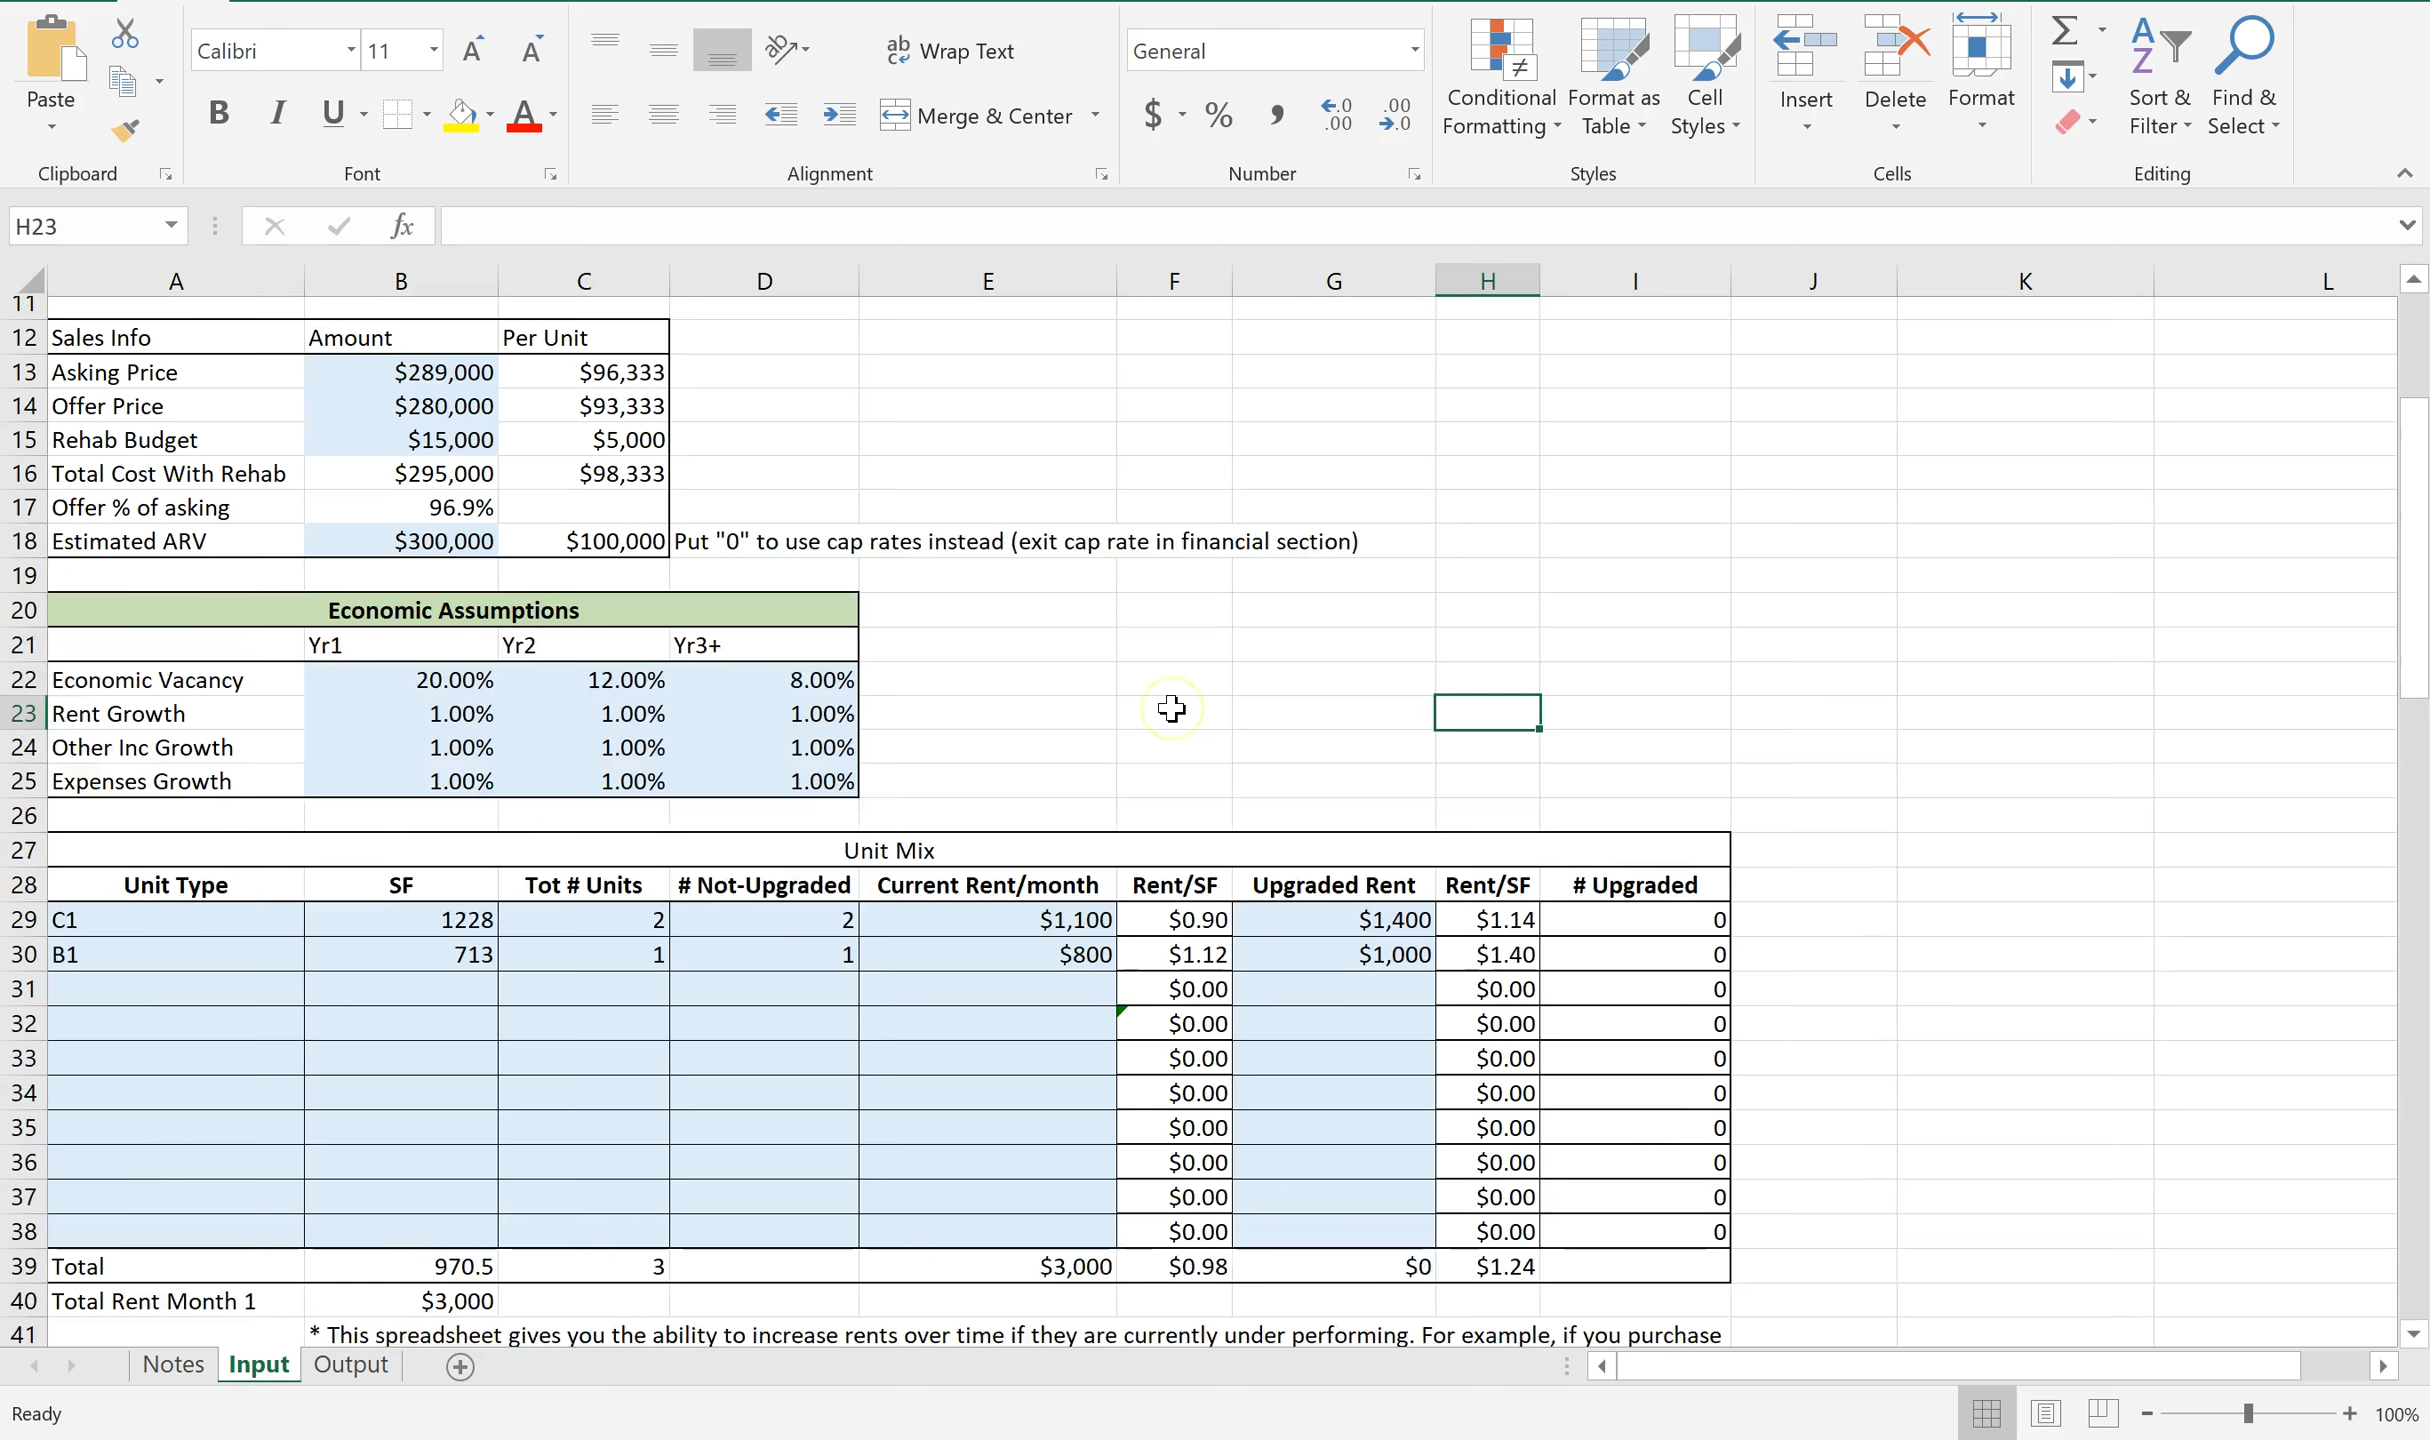 Calibri 11 ab Wrap Text General
Paste Conditional Formatting Format as Table Cell Styles Insert Delete Format Sort & Filter Find & Select
B I U A Merge & Center $ % , .0 .00 .00 .0
Clipboard Font Alignment Number Styles Cells Editing
H23 fx
A B C D E F G H I J K L
11
12 Sales Info Amount Per Unit
13 Asking Price $289,000 $96,333
14 Offer Price $280,000 $93,333
15 Rehab Budget $15,000 $5,000
16 Total Cost With Rehab $295,000 $98,333
17 Offer % of asking 96.9%
18 Estimated ARV $300,000 $100,000 Put "0" to use cap rates instead (exit cap rate in financial section)
19
20 Economic Assumptions
21 Yr1 Yr2 Yr3+
22 Economic Vacancy 20.00% 12.00% 8.00%
23 Rent Growth 1.00% 1.00% 1.00%
24 Other Inc Growth 1.00% 1.00% 1.00%
25 Expenses Growth 1.00% 1.00% 1.00%
26
27 Unit Mix
28 Unit Type SF Tot # Units # Not-Upgraded Current Rent/month Rent/SF Upgraded Rent Rent/SF # Upgraded
29 C1 1228 2 2 $1,100 $0.90 $1,400 $1.14 0
30 B1 713 1 1 $800 $1.12 $1,000 $1.40 0
31 $0.00 $0.00 0
32 $0.00 $0.00 0
33 $0.00 $0.00 0
34 $0.00 $0.00 0
35 $0.00 $0.00 0
36 $0.00 $0.00 0
37 $0.00 $0.00 0
38 $0.00 $0.00 0
39 Total 970.5 3 $3,000 $0.98 $0 $1.24
40 Total Rent Month 1 $3,000
41 * This spreadsheet gives you the ability to increase rents over time if they are currently under performing. For example, if you purchase
Notes Input Output
Ready 100%